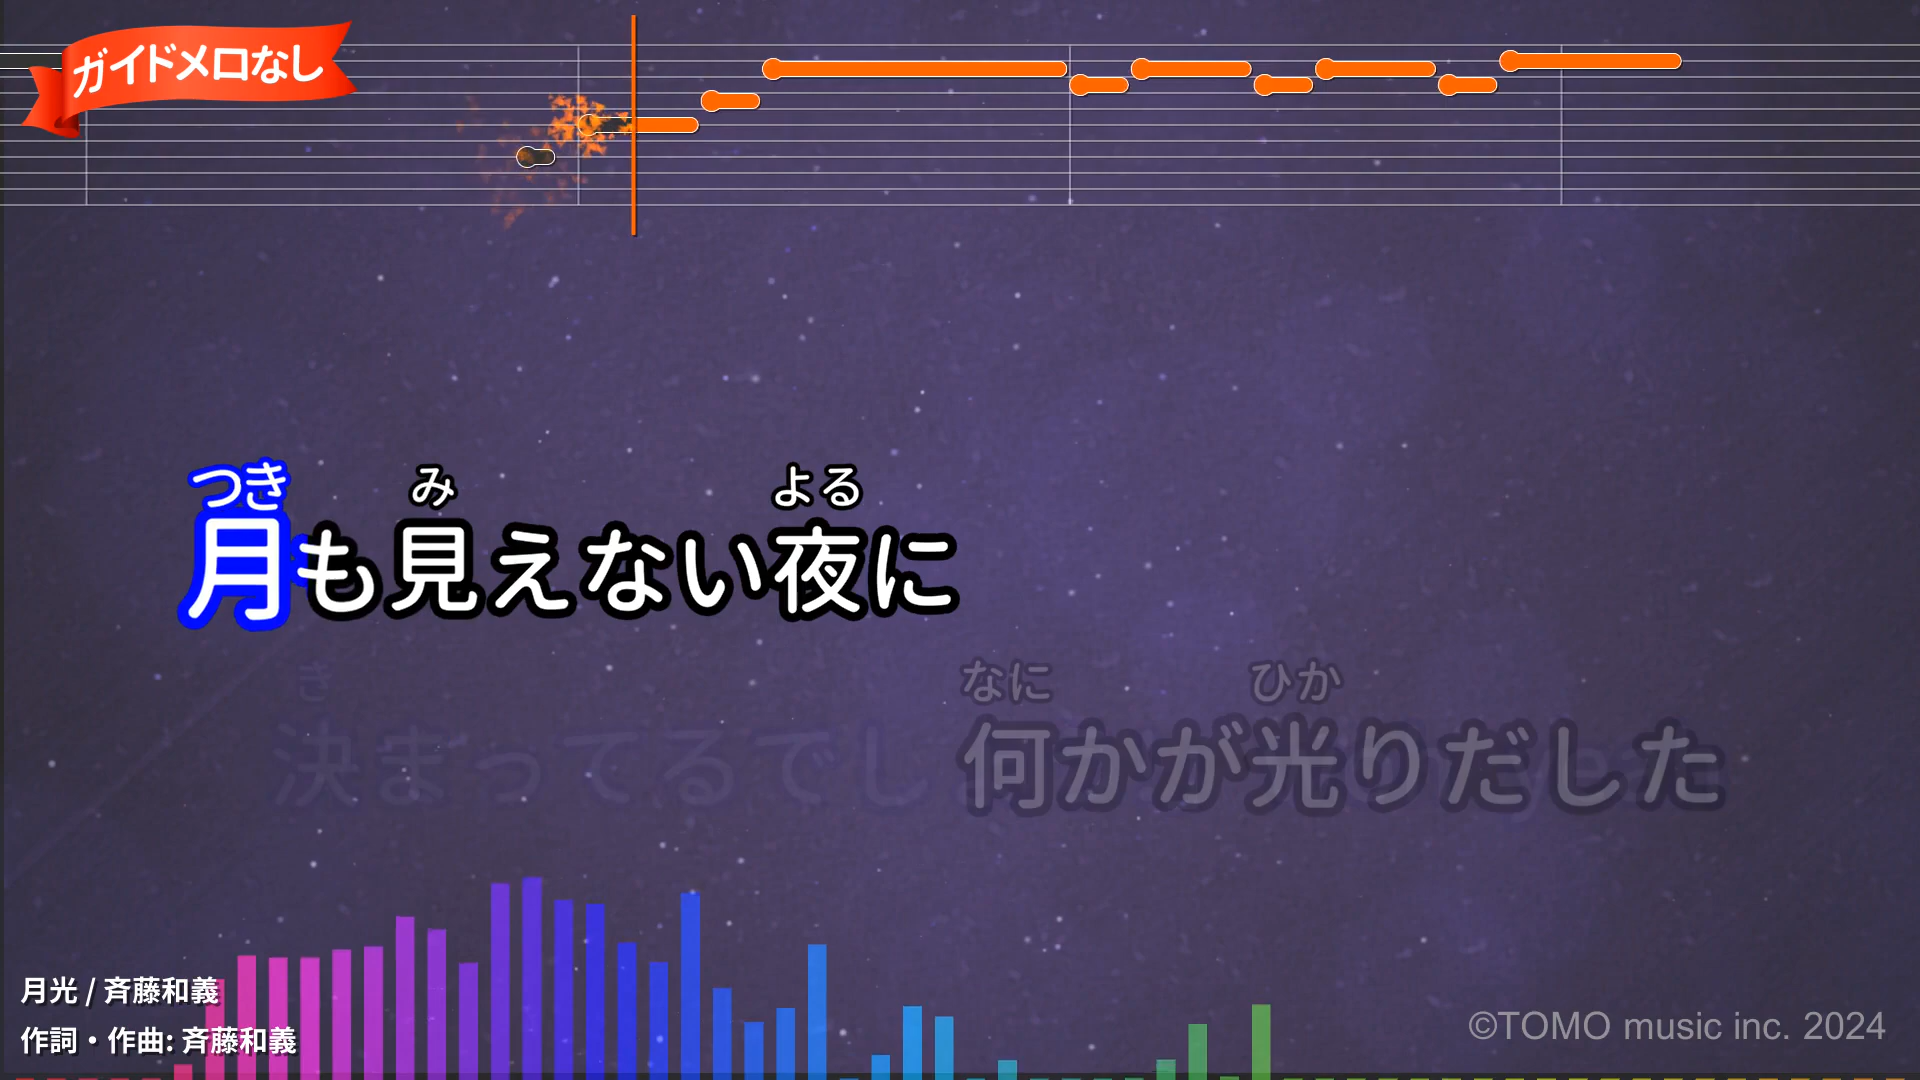 ガイドメロなし
つき み よる
月も見えない夜に
き なに ひか
決まってるでし 何かが光りだした
月光 / 斉藤和義
作詞・作曲: 斉藤和義
©TOMO music inc. 2024